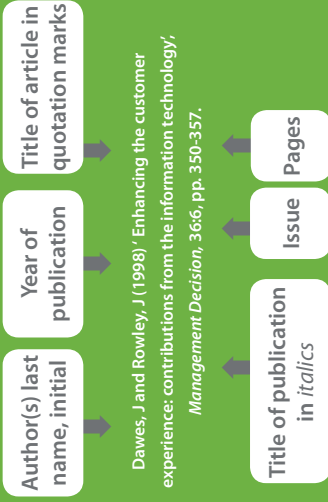 Author(s) last
name, initial
Year of
publication
Title of article in
quotation marks
Dawes, J and Rowley, J (1998) ‘ Enhancing the customer
experience: contributions from the information technology’,
Management Decision, 36:6, pp. 350-357.
Title of publication
in italics
Issue
Pages